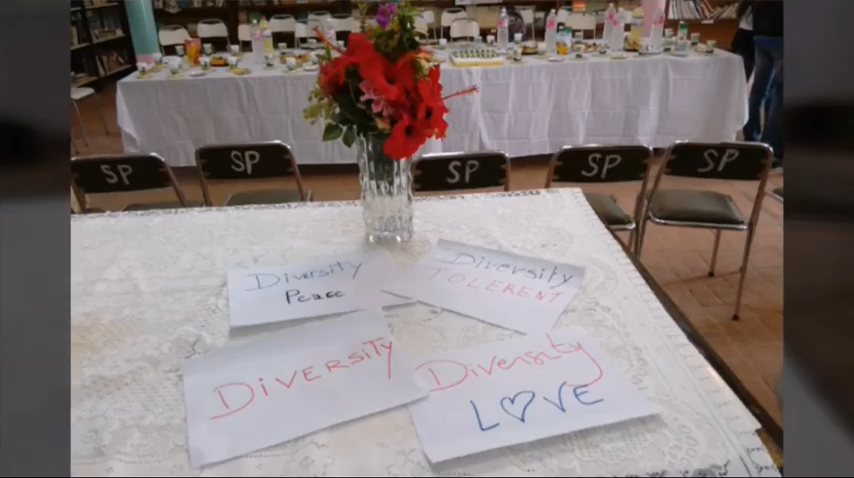 SP
SP
SP
SP
SP
Diversity
Peace
Diversity
TOLERENT
DIVERSITY
Diversity
LOVE